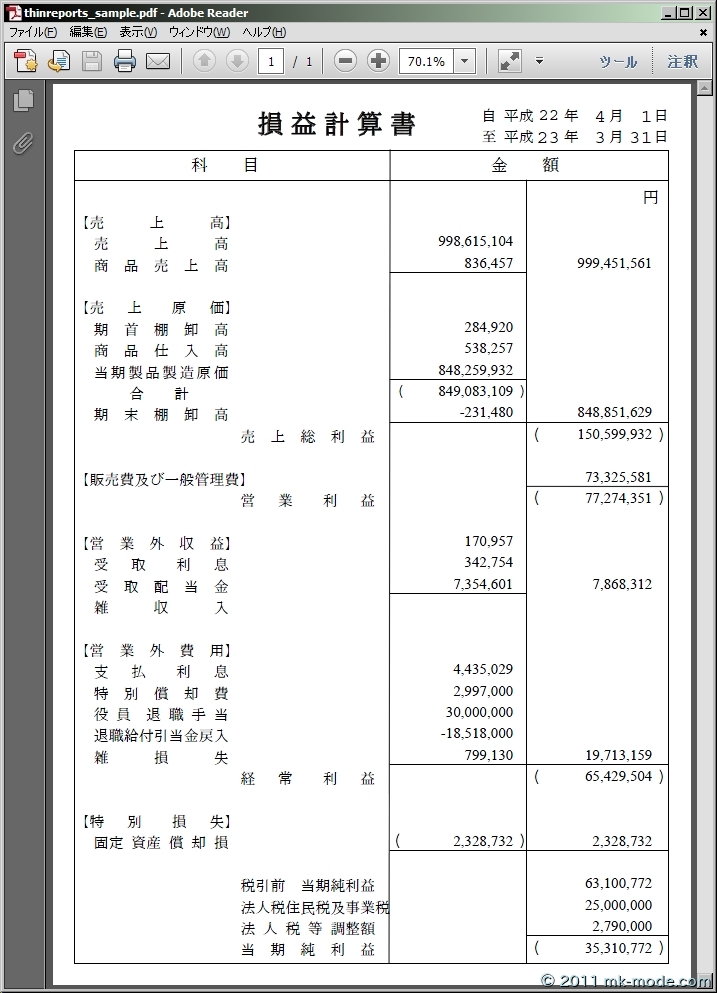 thinreports_sample.pdf - Adobe Reader
ファイル(F) 編集(E) 表示(V) ウィンドウ(W) ヘルプ(H)
1 / 1 70.1% ツール 注釈
損益計算書
自 平成 22 年 4 月 1 日
至 平成 23 年 3 月 31 日
科 目 金 額
円
【売 上 高】
売 上 高 998,615,104
商 品 売 上 高 836,457 999,451,561
【売 上 原 価】
期 首 棚 卸 高 284,920
商 品 仕 入 高 538,257
当期製品製造原価 848,259,932
合 計 ( 849,083,109 )
期 末 棚 卸 高 -231,480 848,851,629
売 上 総 利 益 ( 150,599,932 )
【販売費及び一般管理費】 73,325,581
営 業 利 益 ( 77,274,351 )
【営 業 外 収 益】 170,957
受 取 利 息 342,754
受 取 配 当 金 7,354,601 7,868,312
雑 収 入
【営 業 外 費 用】
支 払 利 息 4,435,029
特 別 償 却 費 2,997,000
役 員 退 職 手 当 30,000,000
退職給付引当金戻入 -18,518,000
雑 損 失 799,130 19,713,159
経 常 利 益 ( 65,429,504 )
【特 別 損 失】
固定 資産 償 却 損 ( 2,328,732 ) 2,328,732
税引前 当期純利益 63,100,772
法人税住民税及事業税 25,000,000
法 人 税 等 調整額 2,790,000
当 期 純 利 益 ( 35,310,772 )
© 2011 mk-mode.com